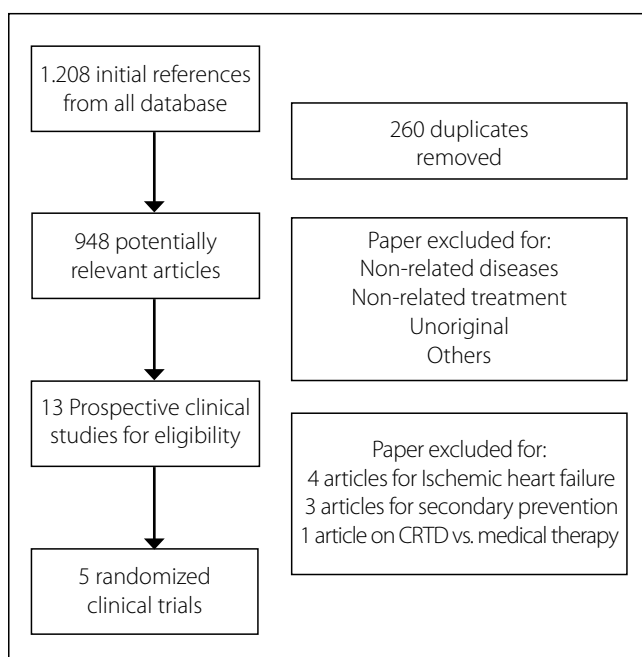 1.208 initial references
from all database
260 duplicates
removed
948 potentially
relevant articles
Paper excluded for:
Non-related diseases
Non-related treatment
Unoriginal
Others
13 Prospective clinical
studies for eligibility
Paper excluded for:
4 articles for Ischemic heart failure
3 articles for secondary prevention
1 article on CRTD vs. medical therapy
5 randomized
clinical trials